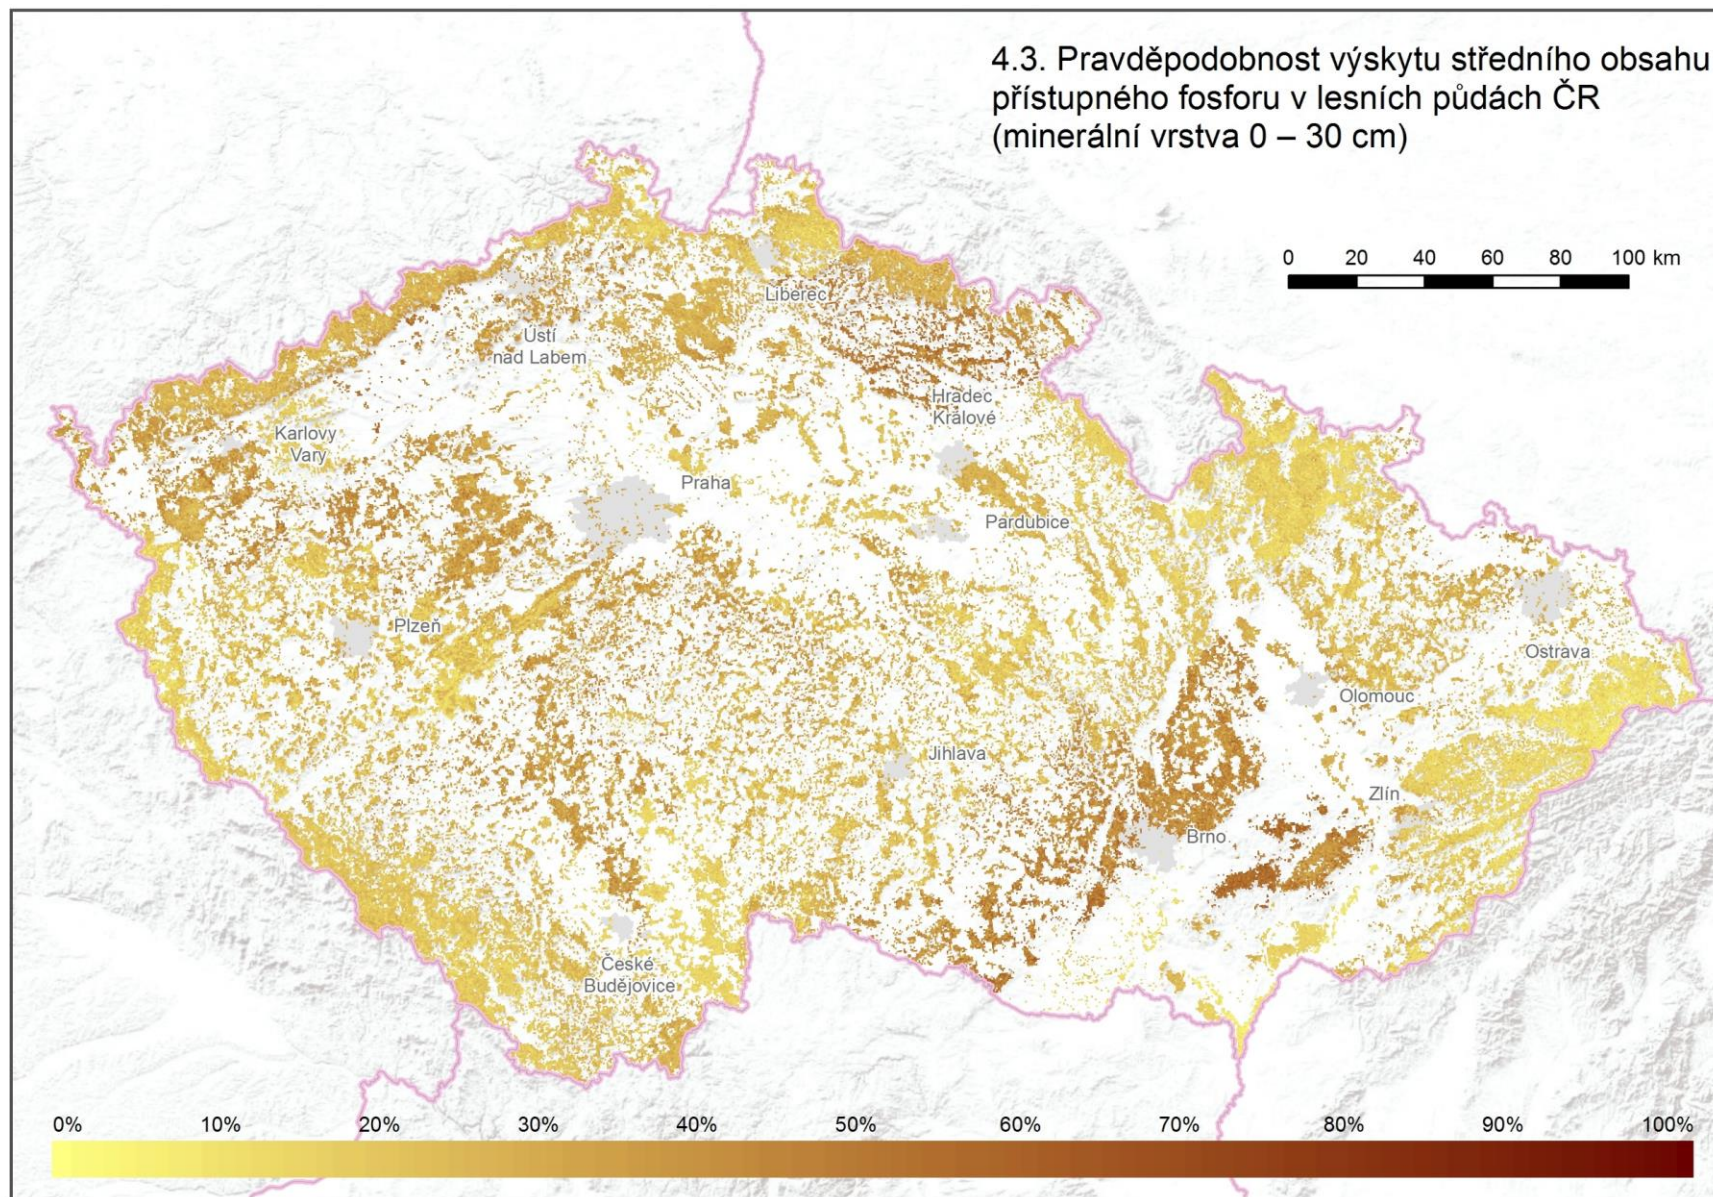 4.3. Pravděpodobnost výskytu středního obsahu
přístupného fosforu v lesních půdách ČR
(minerální vrstva 0 – 30 cm)
0 20 40 60 80 100 km
Liberec
Ústí
nad Labem
Hradec
Králové
Karlovy
Vary
Praha
Pardubice
Plzeň
Ostrava
Olomouc
Jihlava
Zlín
Brno
České
Budějovice
0% 10% 20% 30% 40% 50% 60% 70% 80% 90% 100%